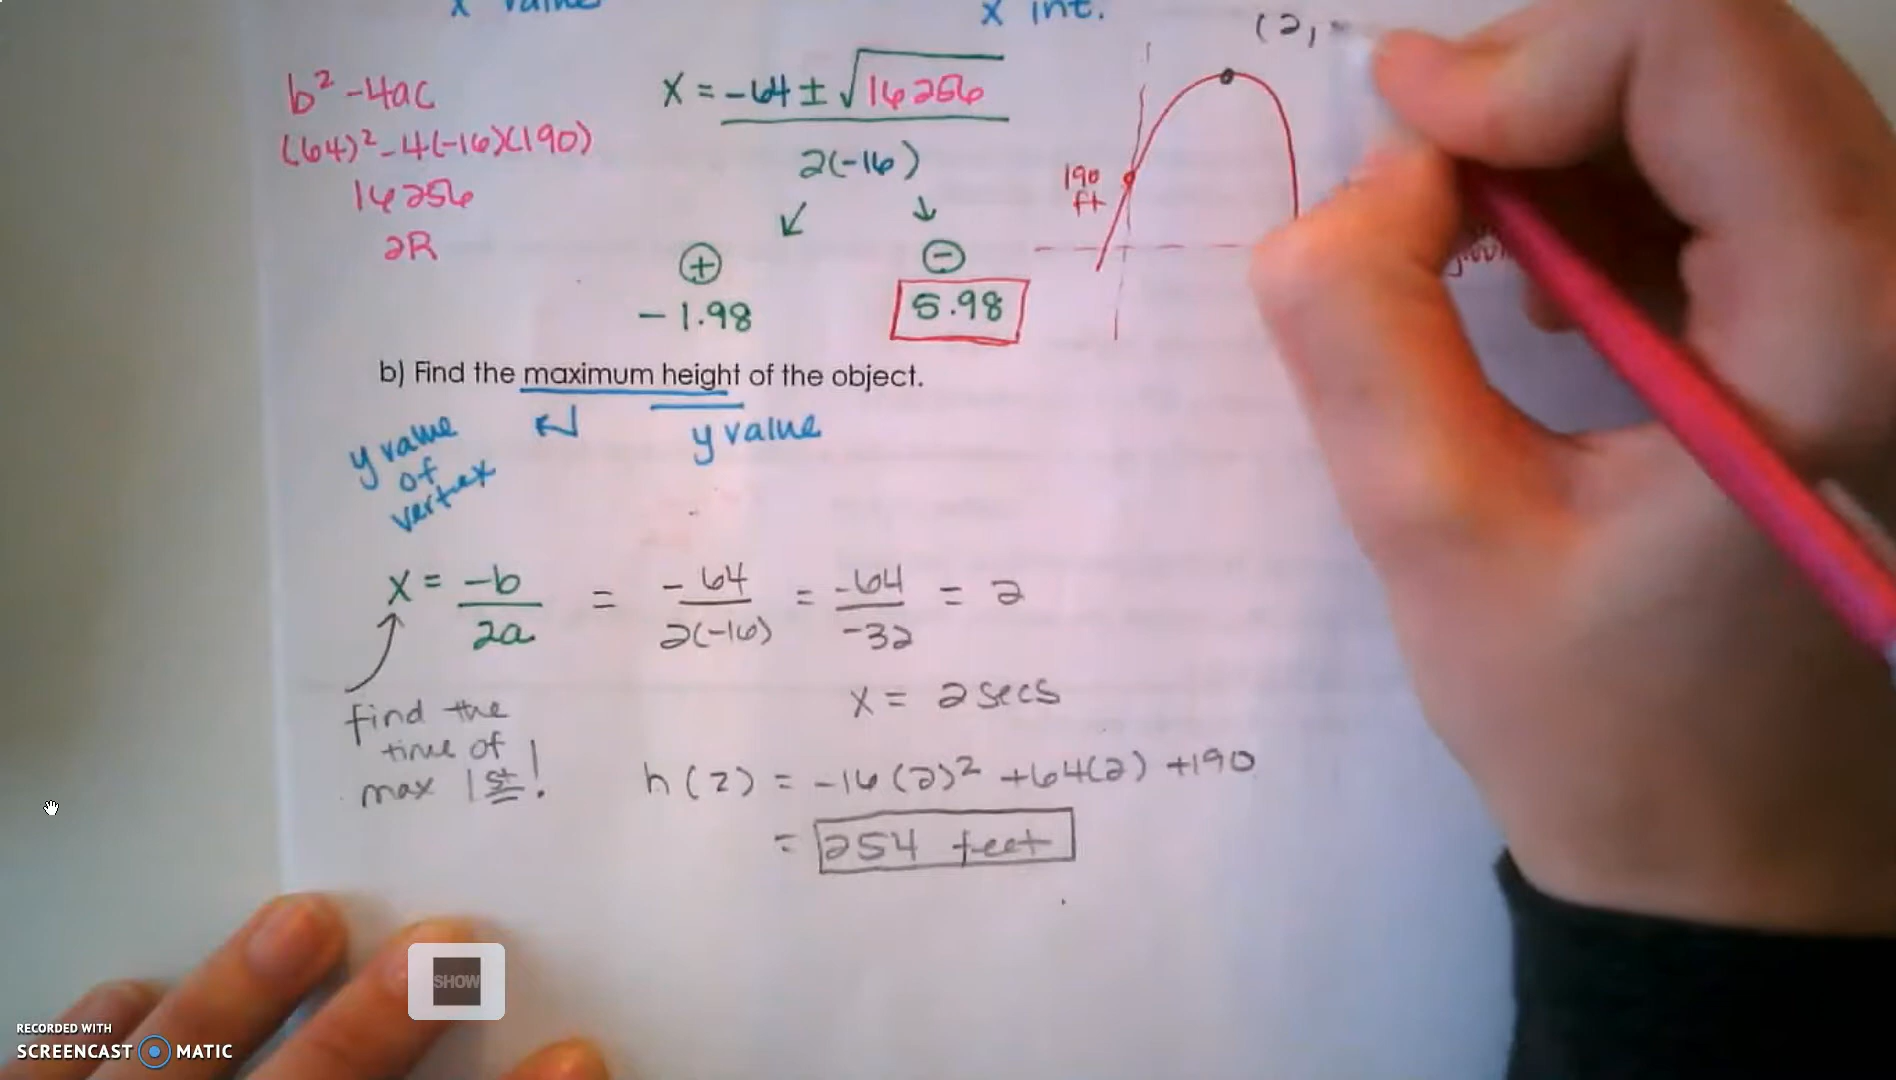 x value
x int.
(2,
b² -4ac
(64)² -4(-16)(190)
16256
2R
x = -64 ± √16256
2(-16)
+
-1.98
-
5.98
190
ft
b) Find the maximum height of the object.
y value
of
vertex
y value
x = -b = -64 = -64 = 2
2a 2(-16) -32
x = 2 secs
find the
time of
max 1st!
h(2) = -16(2)² +64(2) +190
= 254 feet
SHOW
RECORDED WITH
SCREENCAST MATIC